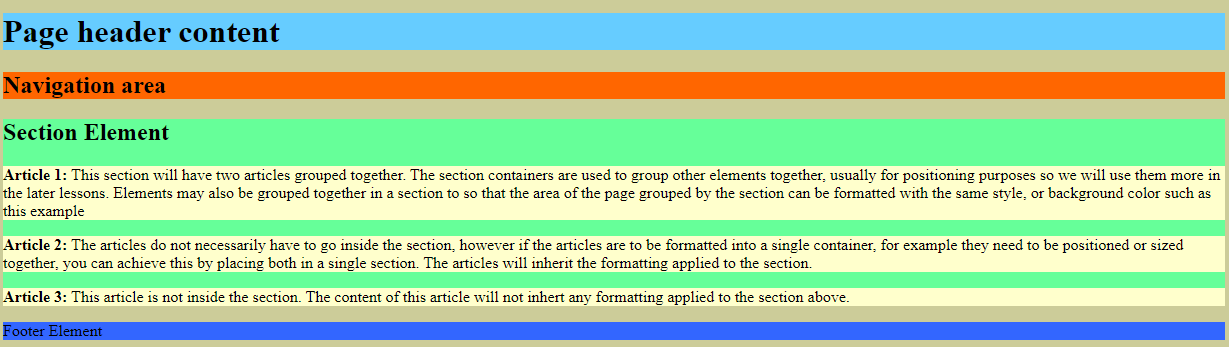 Page header content
Navigation area
Section Element
Article 1: This section will have two articles grouped together. The section containers are used to group other elements together, usually for positioning purposes so we will use them more in
the later lessons. Elements may also be grouped together in a section to so that the area of the page grouped by the section can be formatted with the same style, or background color such as
this example
Article 2: The articles do not necessarily have to go inside the section, however if the articles are to be formatted into a single container, for example they need to be positioned or sized
together, you can achieve this by placing both in a single section. The articles will inherit the formatting applied to the section.
Article 3: This article is not inside the section. The content of this article will not inhert any formatting applied to the section above.
Footer Element